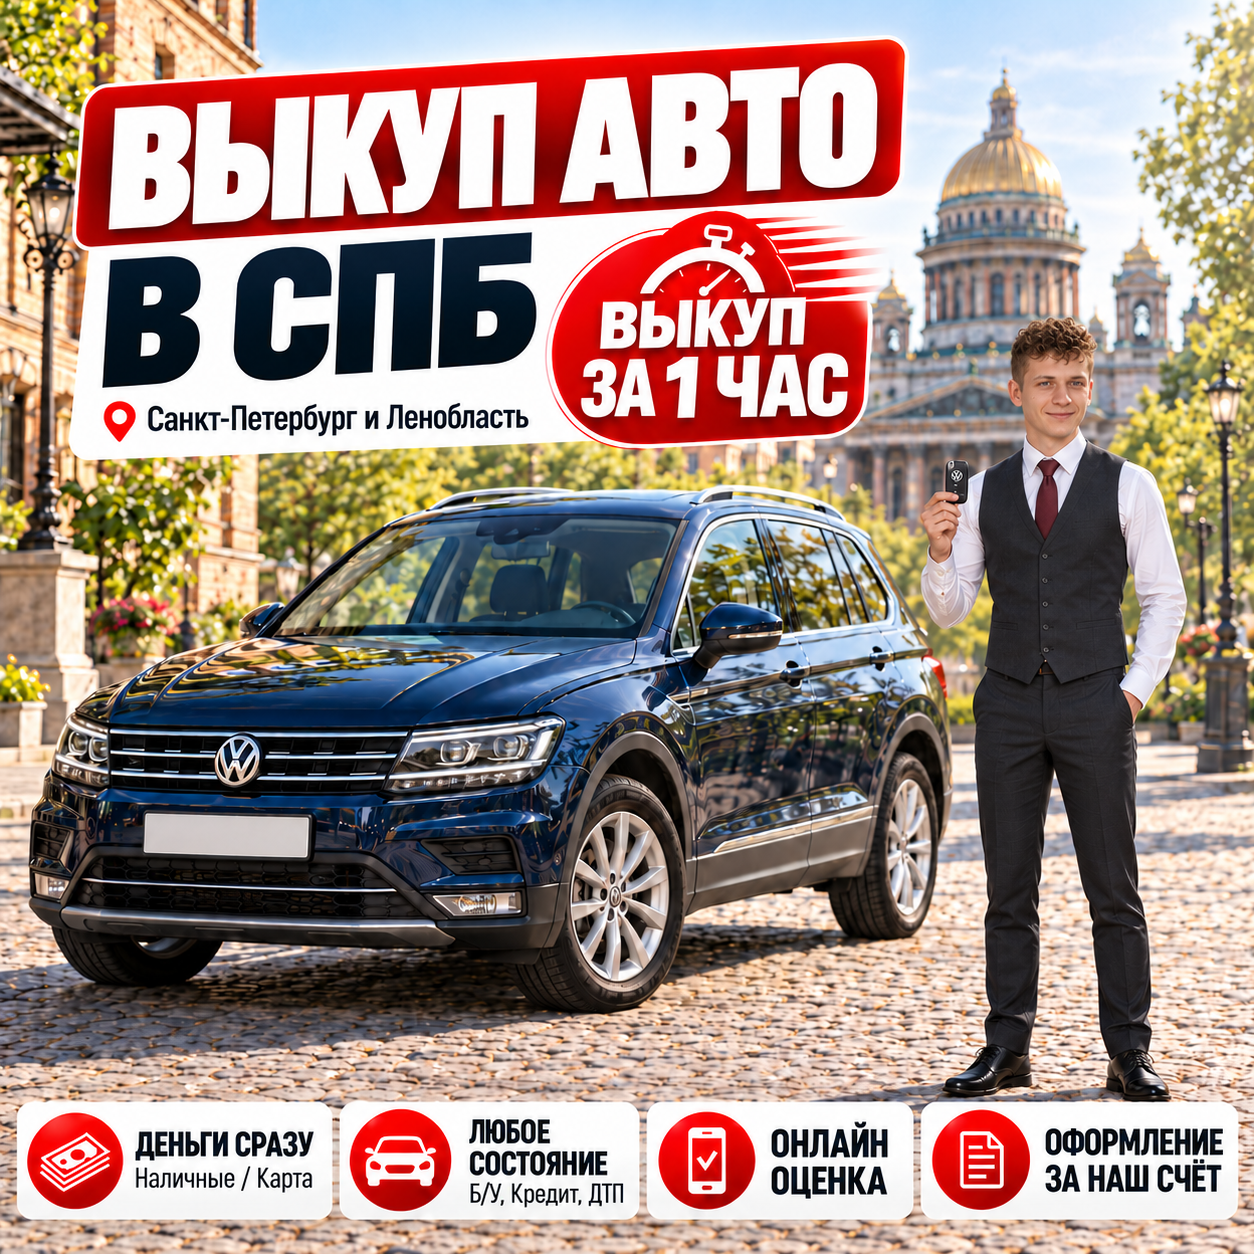 ВЫКУП АВТО
В СПБ
Санкт-Петербург и Ленобласть
ВЫКУП
ЗА 1 ЧАС
ДЕНЬГИ СРАЗУ
Наличные / Карта
ЛЮБОЕ
СОСТОЯНИЕ
Б/У, Кредит, ДТП
ОНЛАЙН
ОЦЕНКА
ОФОРМЛЕНИЕ
ЗА НАШ СЧЁТ